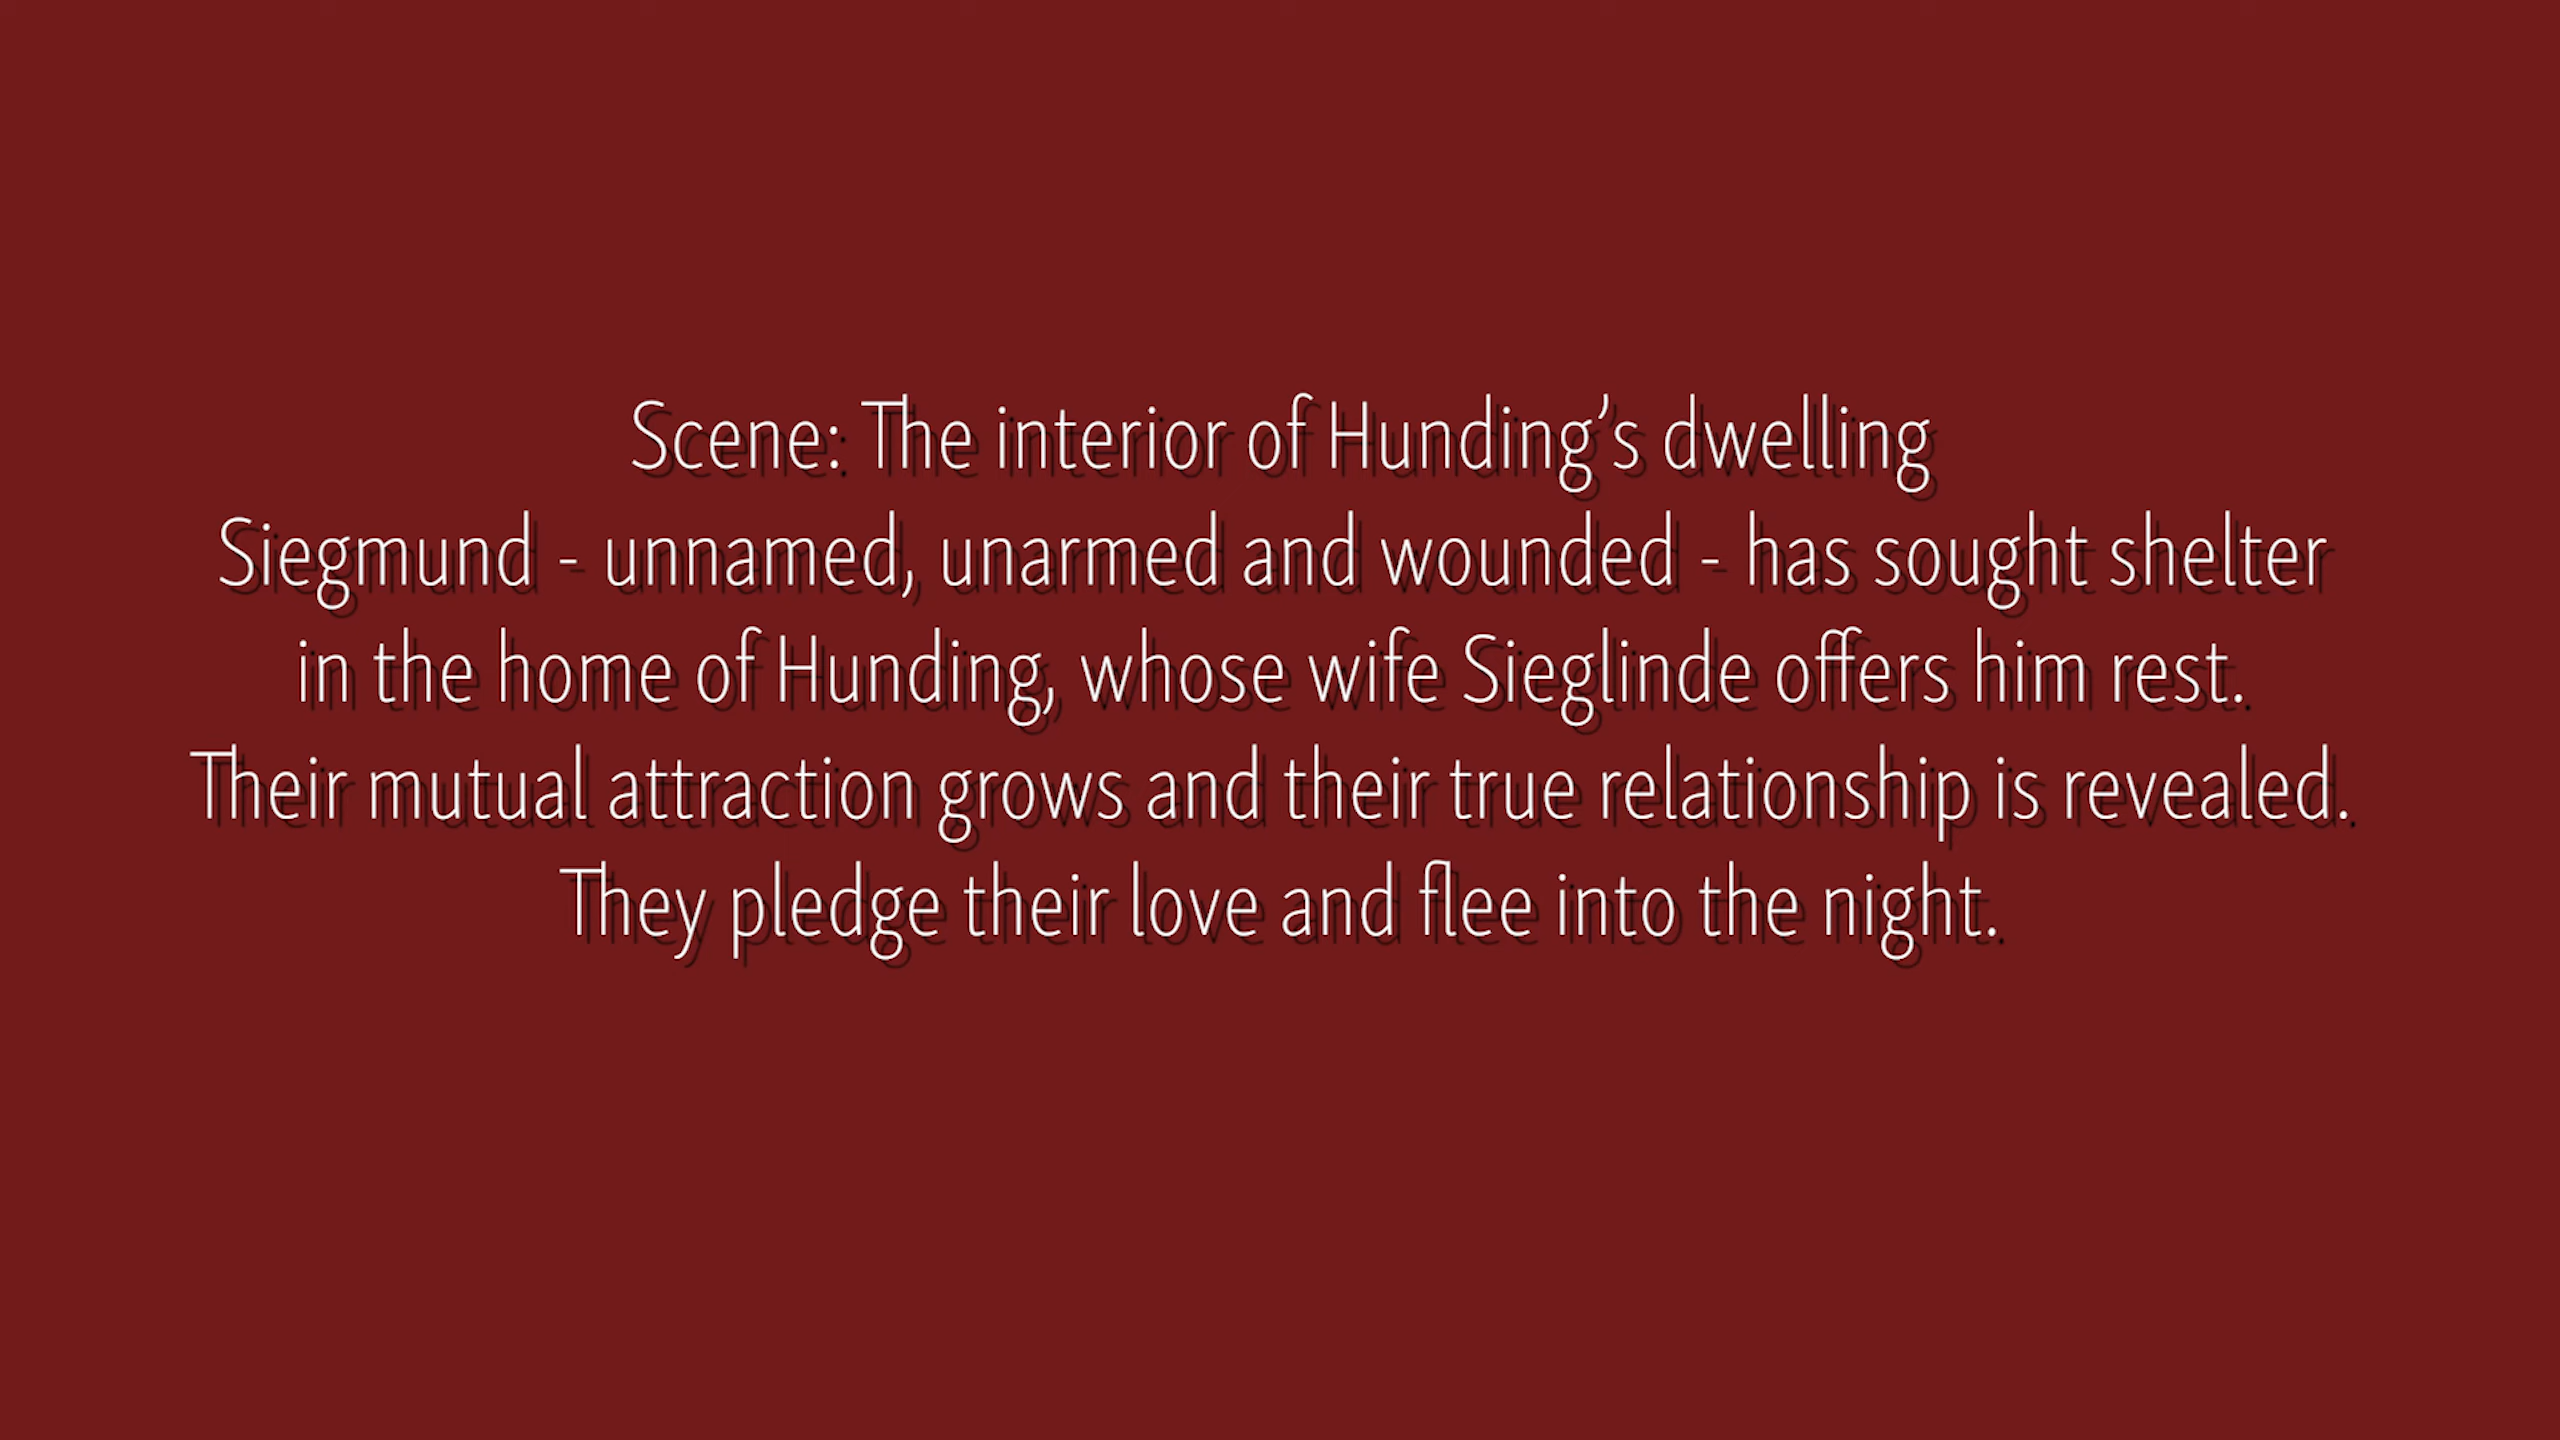 Scene: The interior of Hunding’s dwelling
Siegmund - unnamed, unarmed and wounded - has sought shelter
in the home of Hunding, whose wife Sieglinde offers him rest.
Their mutual attraction grows and their true relationship is revealed.
They pledge their love and flee into the night.